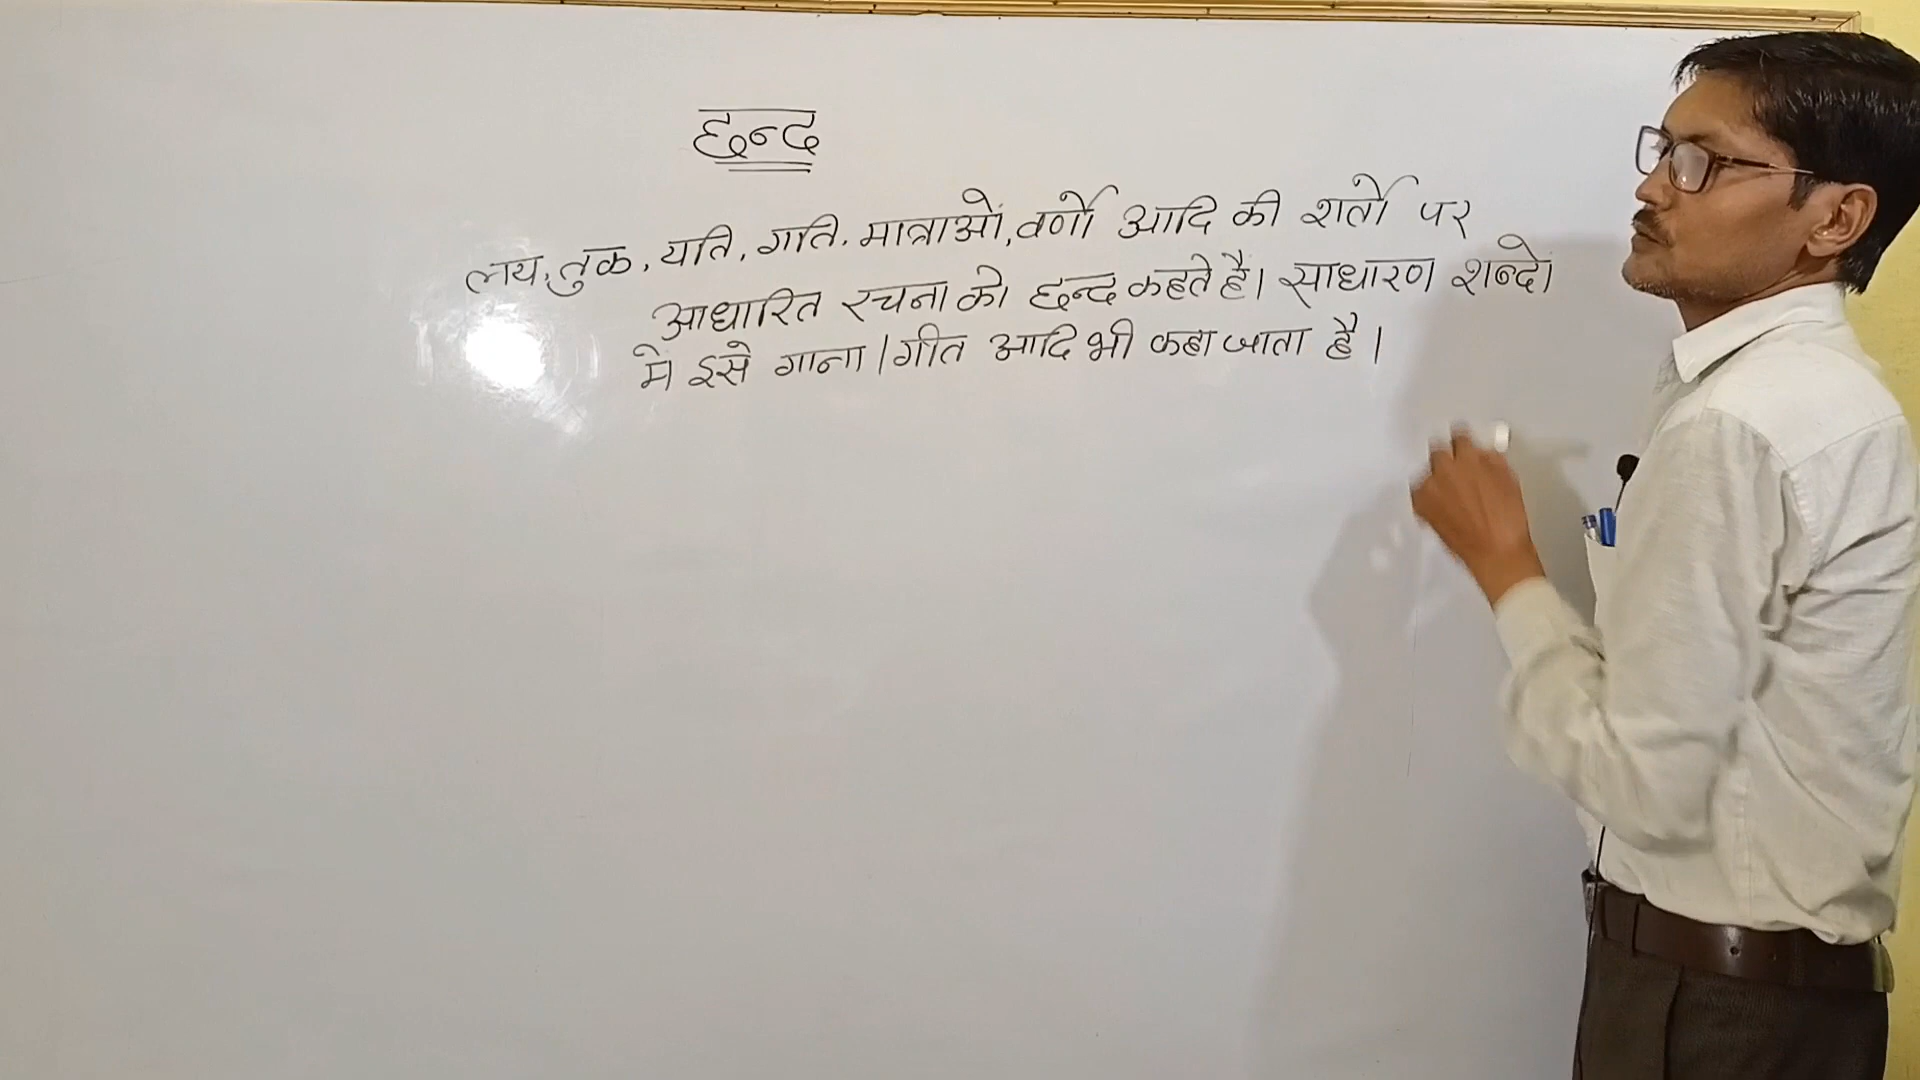 छन्द
लय, तुक, यति, गति, मात्राओं, वर्णो आदि की शर्तो पर
आधारित रचना को छन्द कहते है। साधारण शब्दो
में इसे गाना / गीत आदि भी कहा जाता है।